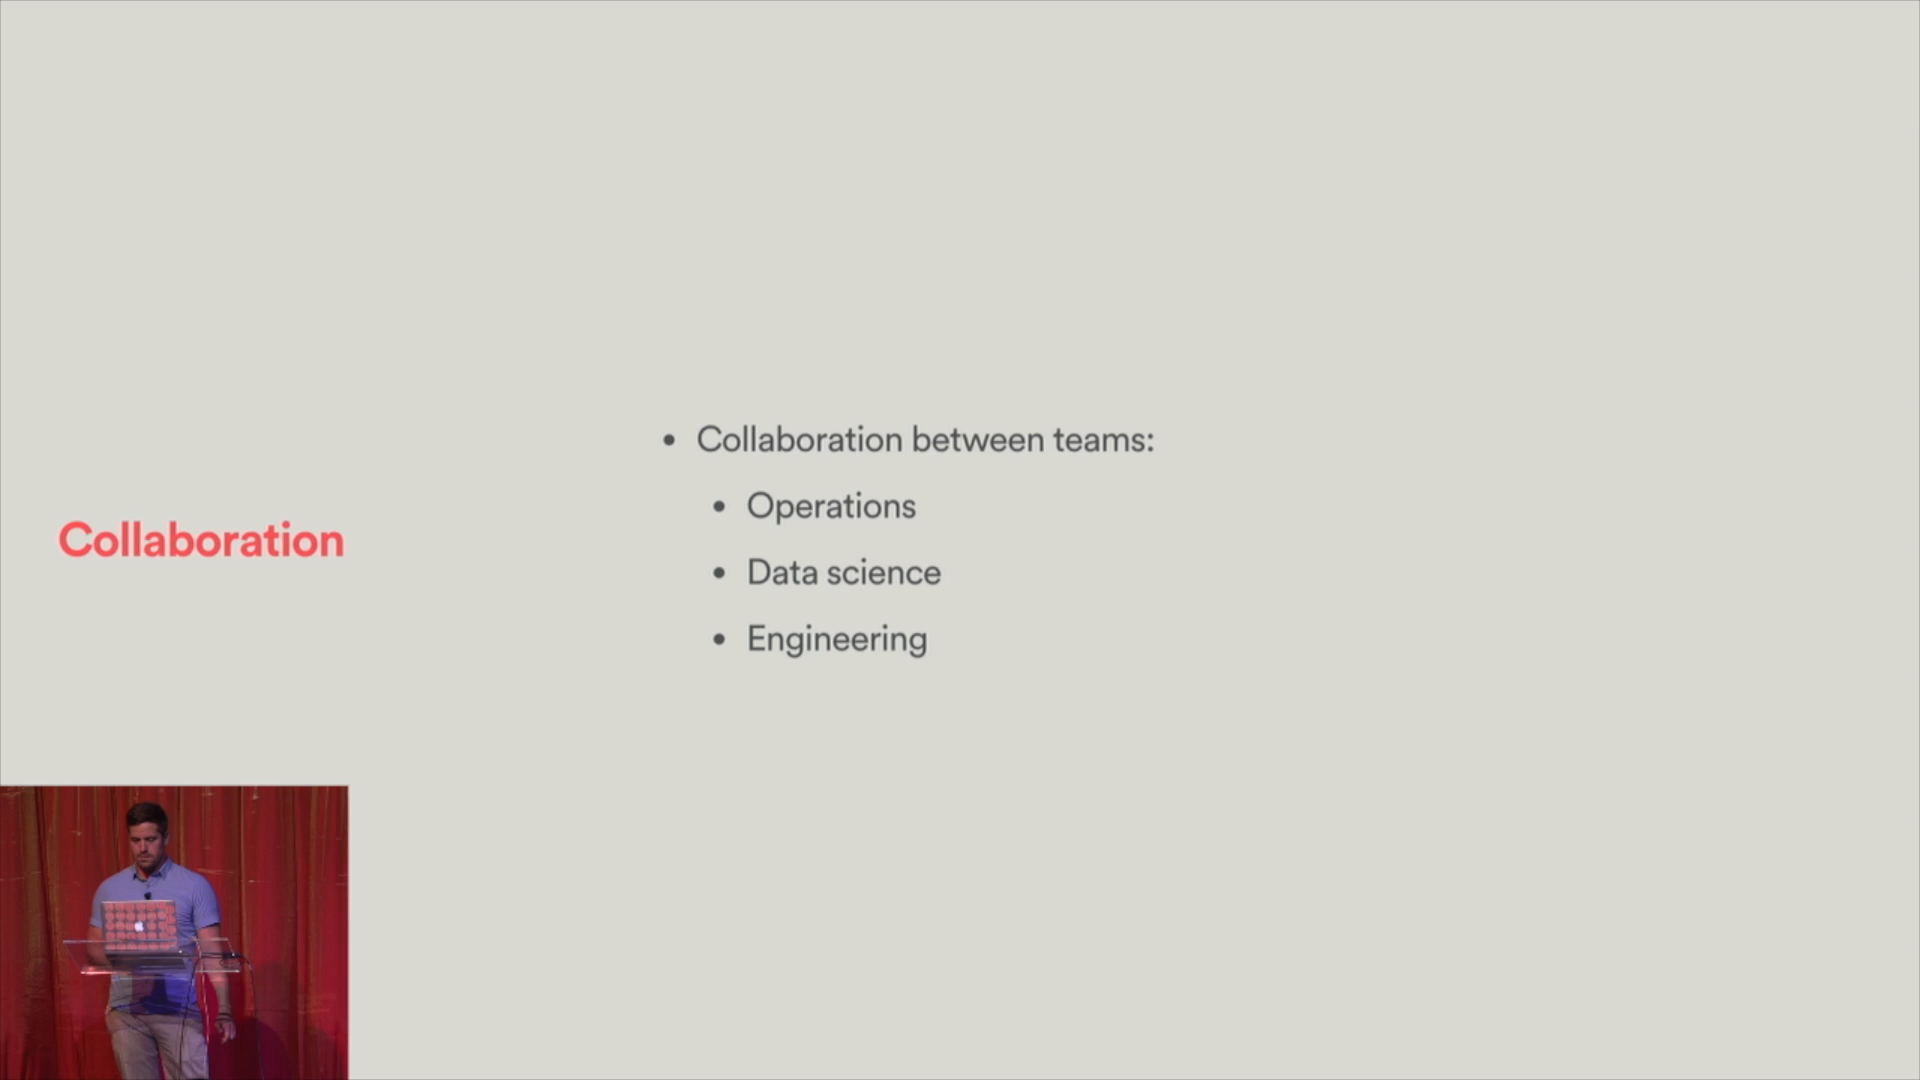 Collaboration
• Collaboration between teams:
• Operations
• Data science
• Engineering